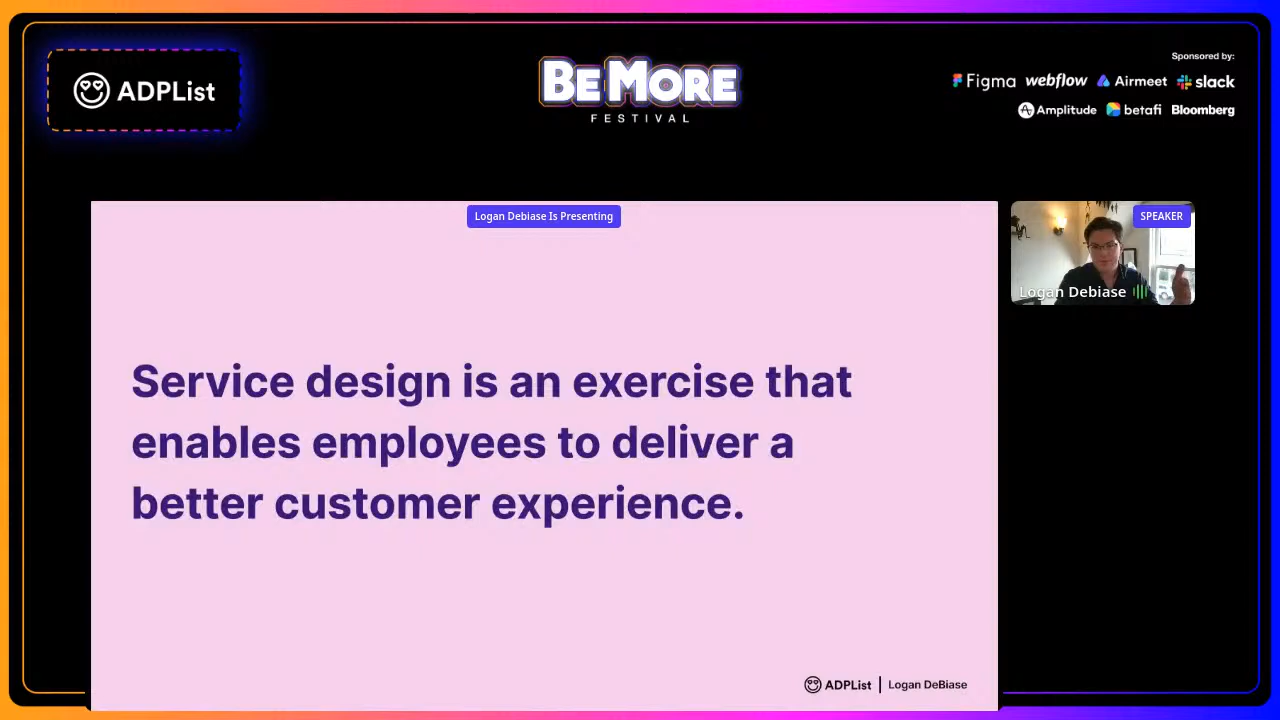 ADPList
BE MORE
FESTIVAL
Sponsored by:
Figma webflow Airmeet slack
Amplitude betafi Bloomberg
Logan Debiase Is Presenting
SPEAKER
Logan Debiase
Service design is an exercise that
enables employees to deliver a
better customer experience.
ADPList | Logan DeBiase